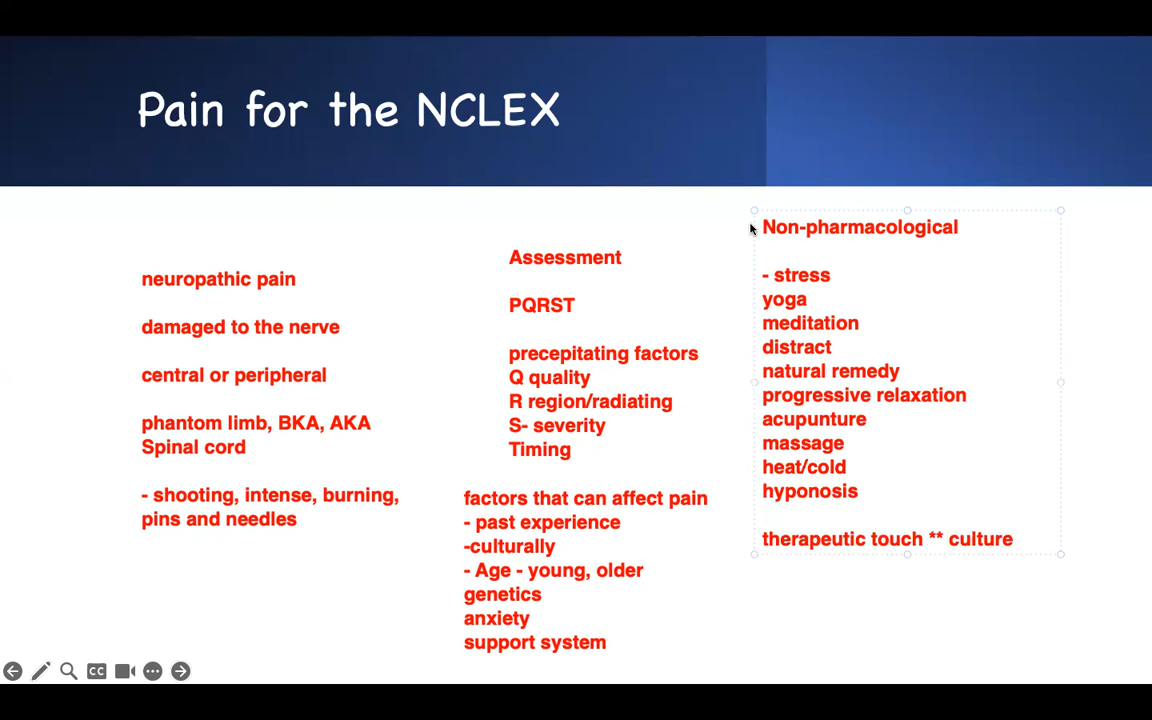 Pain for the NCLEX
neuropathic pain
damaged to the nerve
central or peripheral
phantom limb, BKA, AKA
Spinal cord
- shooting, intense, burning,
pins and needles
Assessment
PQRST
precepitating factors
Q quality
R region/radiating
S- severity
Timing
factors that can affect pain
- past experience
-culturally
- Age - young, older
genetics
anxiety
support system
Non-pharmacological
- stress
yoga
meditation
distract
natural remedy
progressive relaxation
acupunture
massage
heat/cold
hyponosis
therapeutic touch ** culture
CC